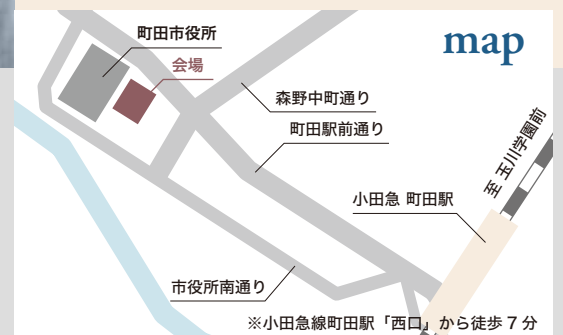 map
町田市役所
会場
森野中町通り
町田駅前通り
至 玉川学園前
小田急 町田駅
市役所南通り
※小田急線町田駅「西口」から徒歩 7 分